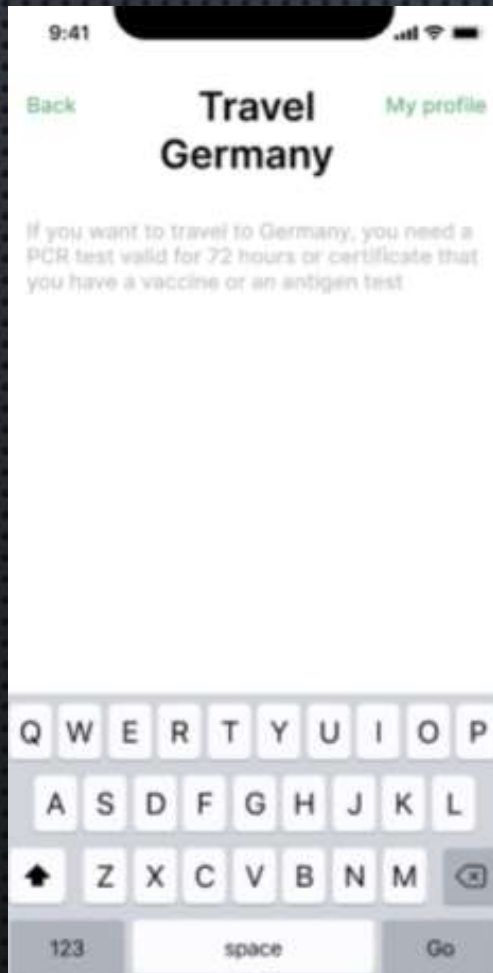 9:41
Back
Travel
Germany
My profile
If you want to travel to Germany, you need a
PCR test valid for 72 hours or certificate that
you have a vaccine or an antigen test
Q W E R T Y U I O P
A S D F G H J K L
Z X C V B N M
123 space Go